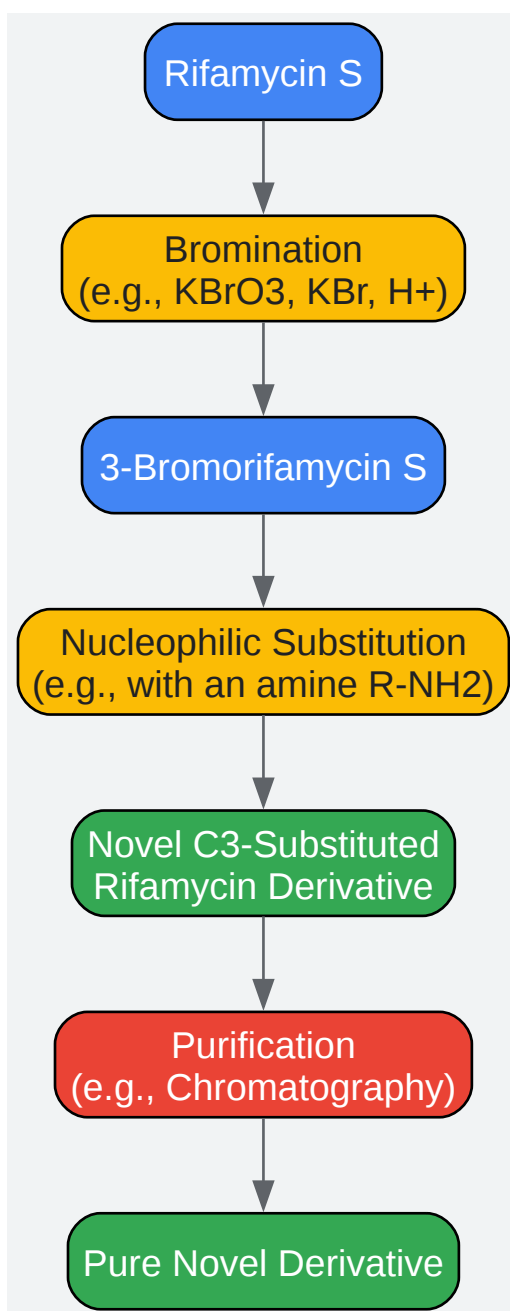 Rifamycin S
Bromination
(e.g., KBrO3, KBr, H+)
3-Bromorifamycin S
Nucleophilic Substitution
(e.g., with an amine R-NH2)
Novel C3-Substituted
Rifamycin Derivative
Purification
(e.g., Chromatography)
Pure Novel Derivative